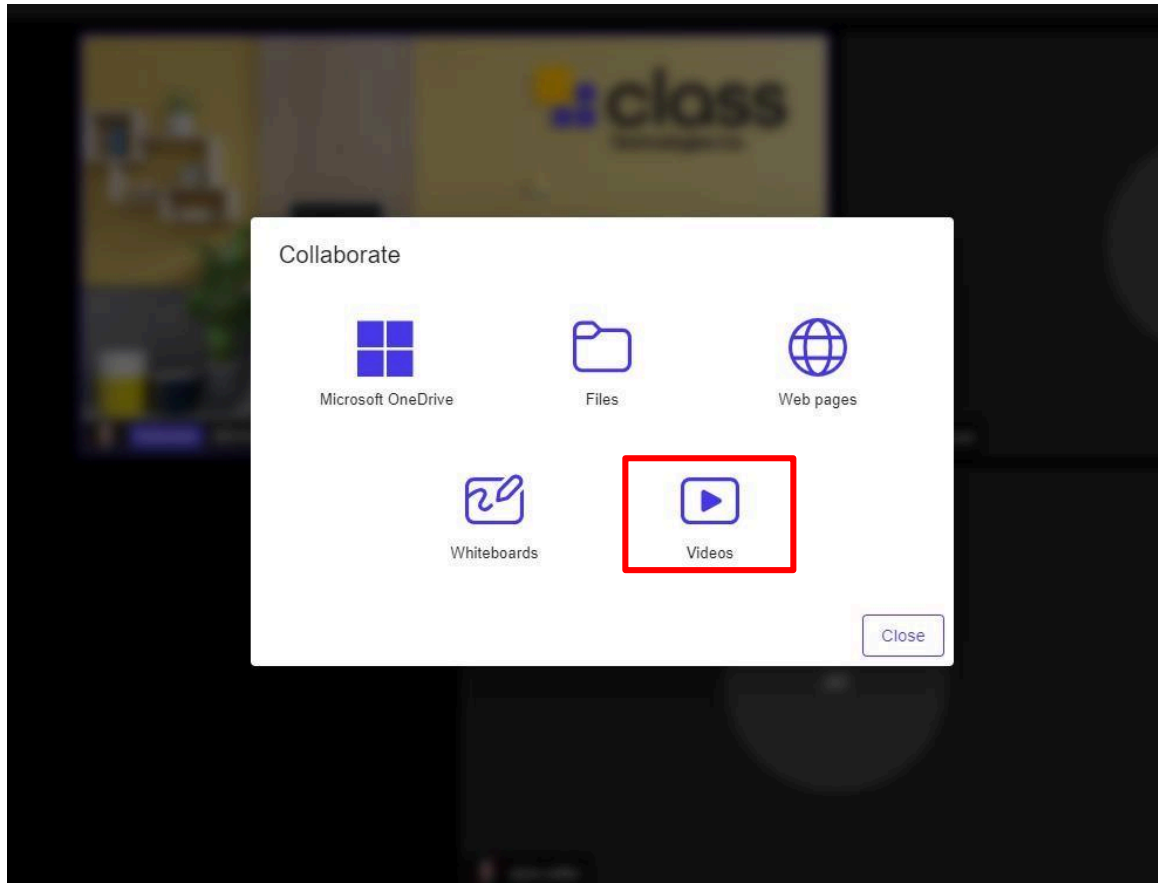 class
Collaborate
Microsoft OneDrive
Files
Web pages
Whiteboards
Videos
Close